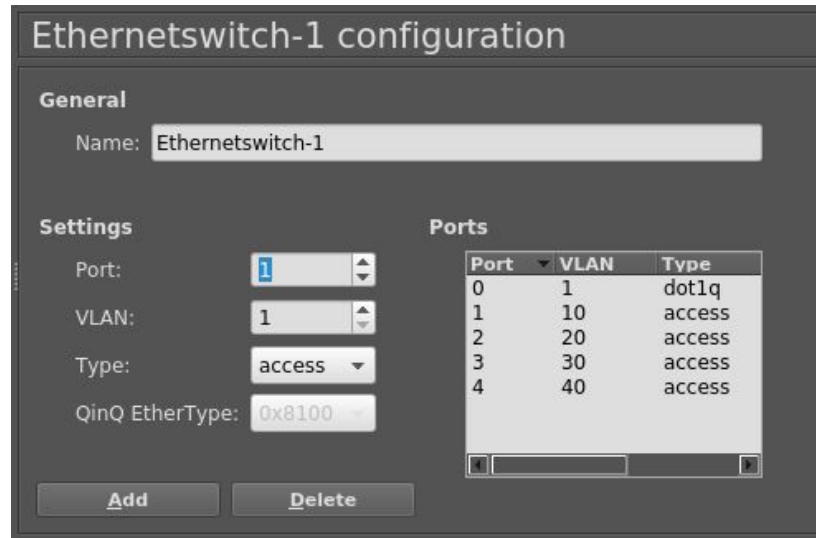 Ethernetswitch-1 configuration
General
Name: Ethernetswitch-1
Settings
Port: 1
VLAN: 1
Type: access
QinQ EtherType: 0x8100
Add Delete
Ports
Port VLAN Type
0 1 dot1q
1 10 access
2 20 access
3 30 access
4 40 access